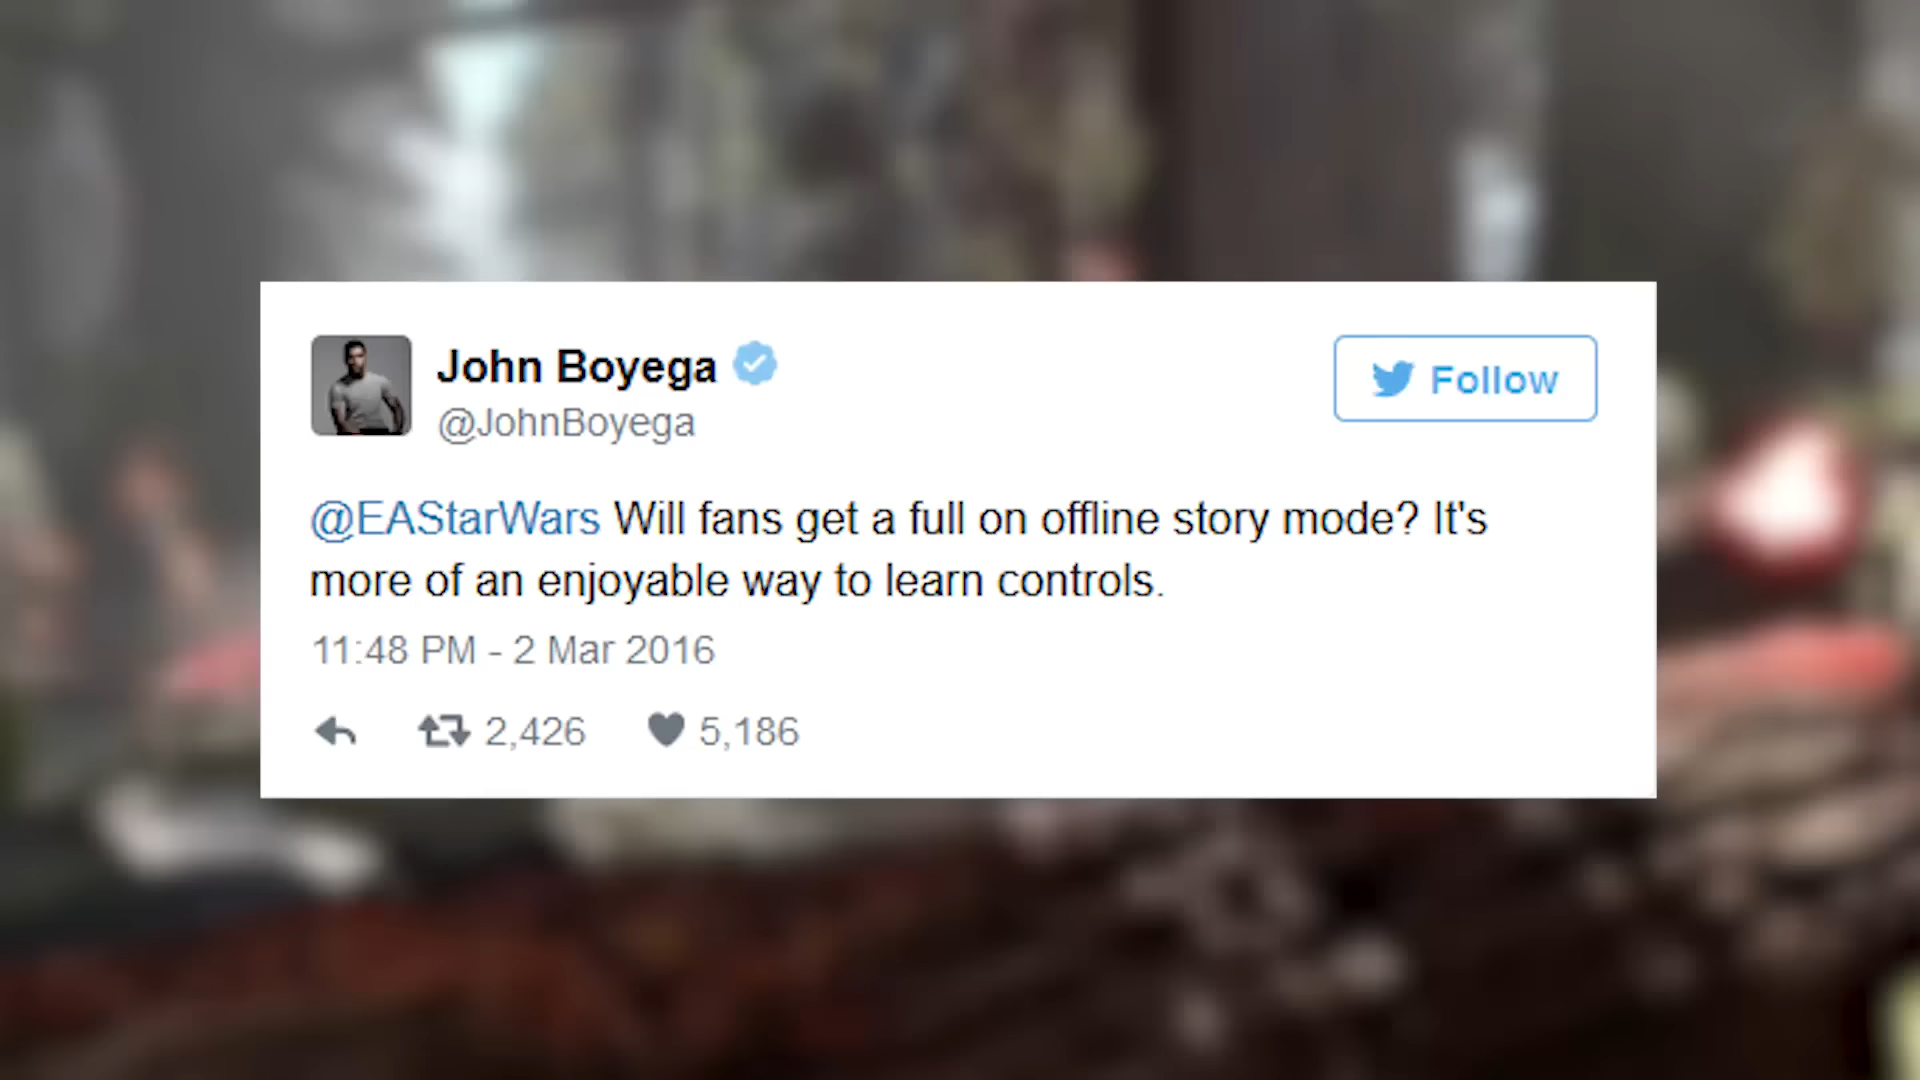 John Boyega
Follow
@JohnBoyega
@EAStarWars Will fans get a full on offline story mode? It's
more of an enjoyable way to learn controls.
11:48 PM - 2 Mar 2016
2,426 5,186